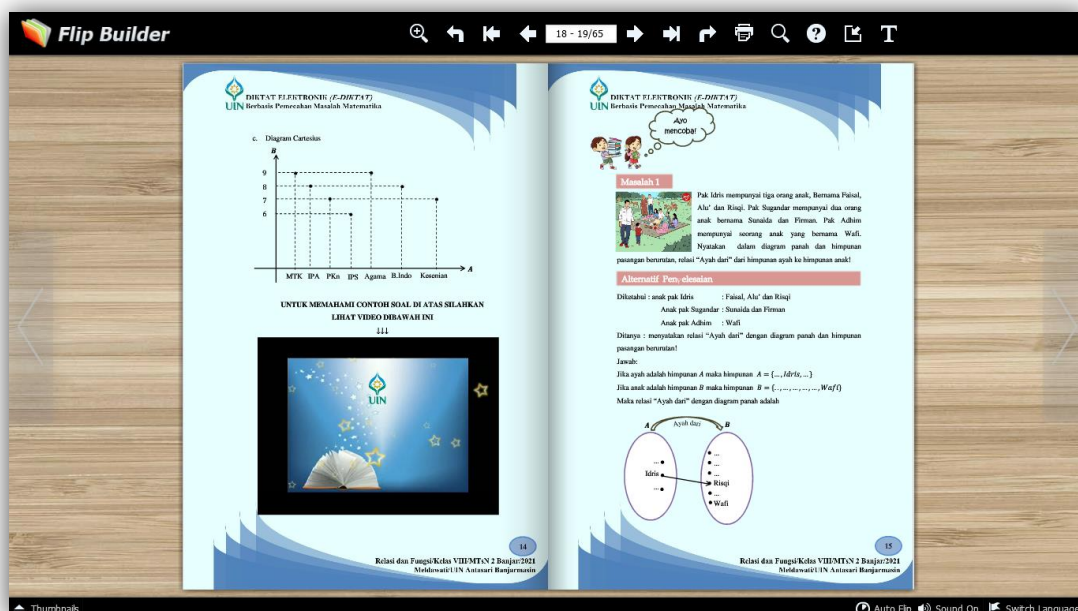 Flip Builder
18 - 19/65
T
UIN
DIKTAT ELEKTRONIK (E-DIKTAT)
Berbasis Pemecahan Masalah Matematika
c. Diagram Cartesius
B
9
8
7
6
MTK IPA PKn IPS Agama B.Indo Kesenian
A
UNTUK MEMAHAMI CONTOH SOAL DI ATAS SILAHKAN
LIHAT VIDEO DIBAWAH INI
↓↓↓
UIN
14
Relasi dan Fungsi/Kelas VIII/MTsN 2 Banjar/2021
Meldawati/UIN Antasari Banjarmasin
UIN
DIKTAT ELEKTRONIK (E-DIKTAT)
Berbasis Pemecahan Masalah Matematika
Ayo
mencoba!
Masalah 1
Pak Idris mempunyai tiga orang anak, Bernama Faisal,
Alu' dan Risqi. Pak Sugandar mempunyai dua orang
anak bernama Sunaida dan Firman. Pak Adhim
mempunyai seorang anak yang bernama Wafi.
Nyatakan dalam diagram panah dan himpunan
pasangan berurutan, relasi "Ayah dari" dari himpunan ayah ke himpunan anak!
Alternatif Penyelesaian
Diketahui : anak pak Idris : Faisal, Alu' dan Risqi
Anak pak Sugandar : Sunaida dan Firman
Anak pak Adhim : Wafi
Ditanya : menyatakan relasi "Ayah dari" dengan diagram panah dan himpunan
pasangan berurutan!
Jawab:
Jika ayah adalah himpunan A maka himpunan A = {..., Idris, ...}
Jika anak adalah himpunan B maka himpunan B = {..., ..., ..., ..., ..., Wafi}
Maka relasi "Ayah dari" dengan diagram panah adalah
A Ayah dari B
...
...
...
...
Idris
Risqi
...
...
Wafi
15
Relasi dan Fungsi/Kelas VIII/MTsN 2 Banjar/2021
Meldawati/UIN Antasari Banjarmasin
Thumbnails
Auto Flip Sound On Switch Language